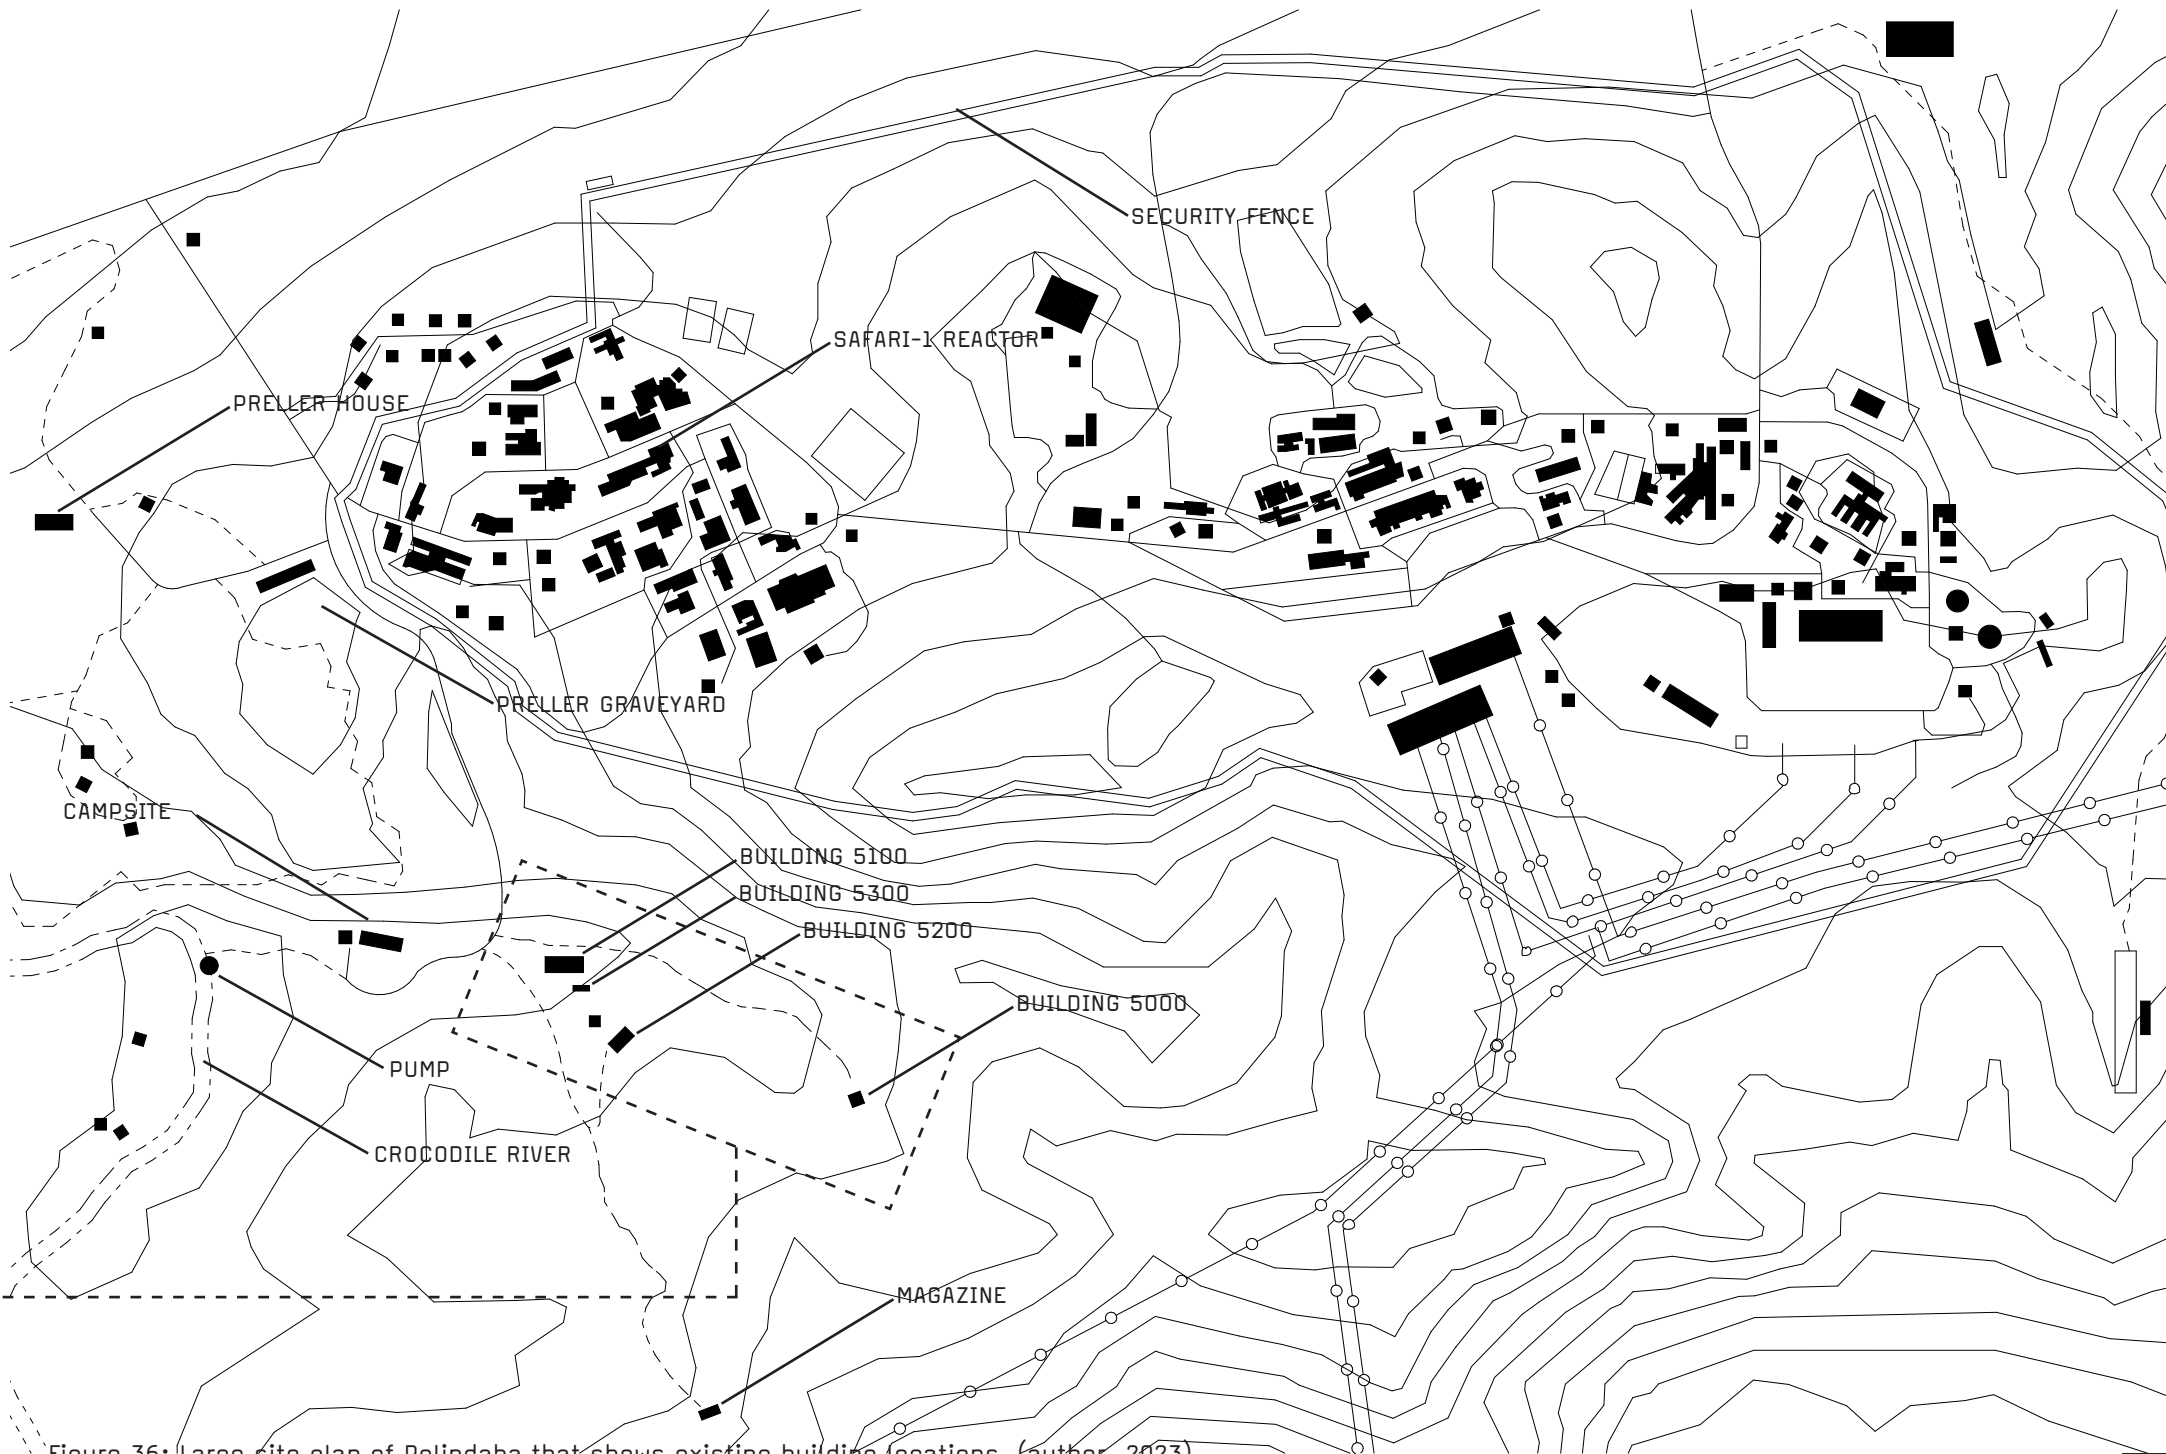 SECURITY FENCE
SAFARI-1 REACTOR
PRELLER HOUSE
PRELLER GRAVEYARD
CAMPSITE
BUILDING 5100
BUILDING 5300
BUILDING 5200
BUILDING 5000
PUMP
CROCODILE RIVER
MAGAZINE
Figure 36: Large site plan of Pelindaba that shows existing building locations. (author, 2023)